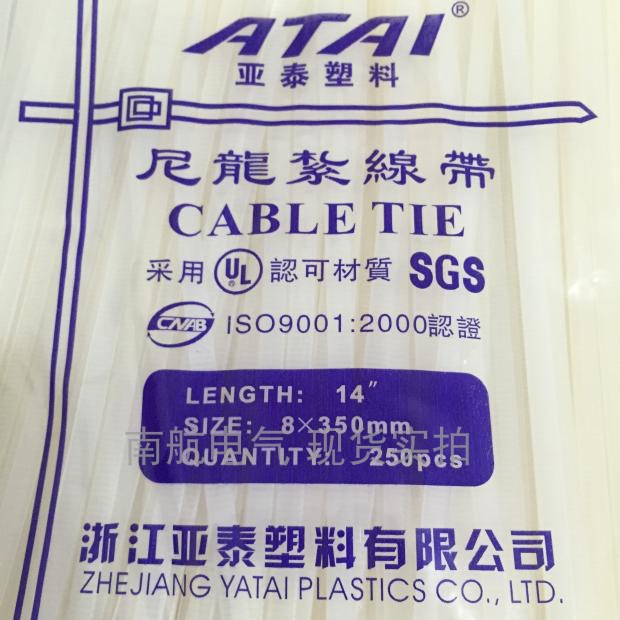 ATAI®
亚泰塑料
尼龍紮線帶
CABLE TIE
采用 UL® 認可材質 SGS
CNAB ISO9001:2000認證
LENGTH: 14″
SIZE: 8×350mm
南航电气 现货实拍
QUANTITY: 250pcs
浙江亚泰塑料有限公司
ZHEJIANG YATAI PLASTICS CO., LTD.